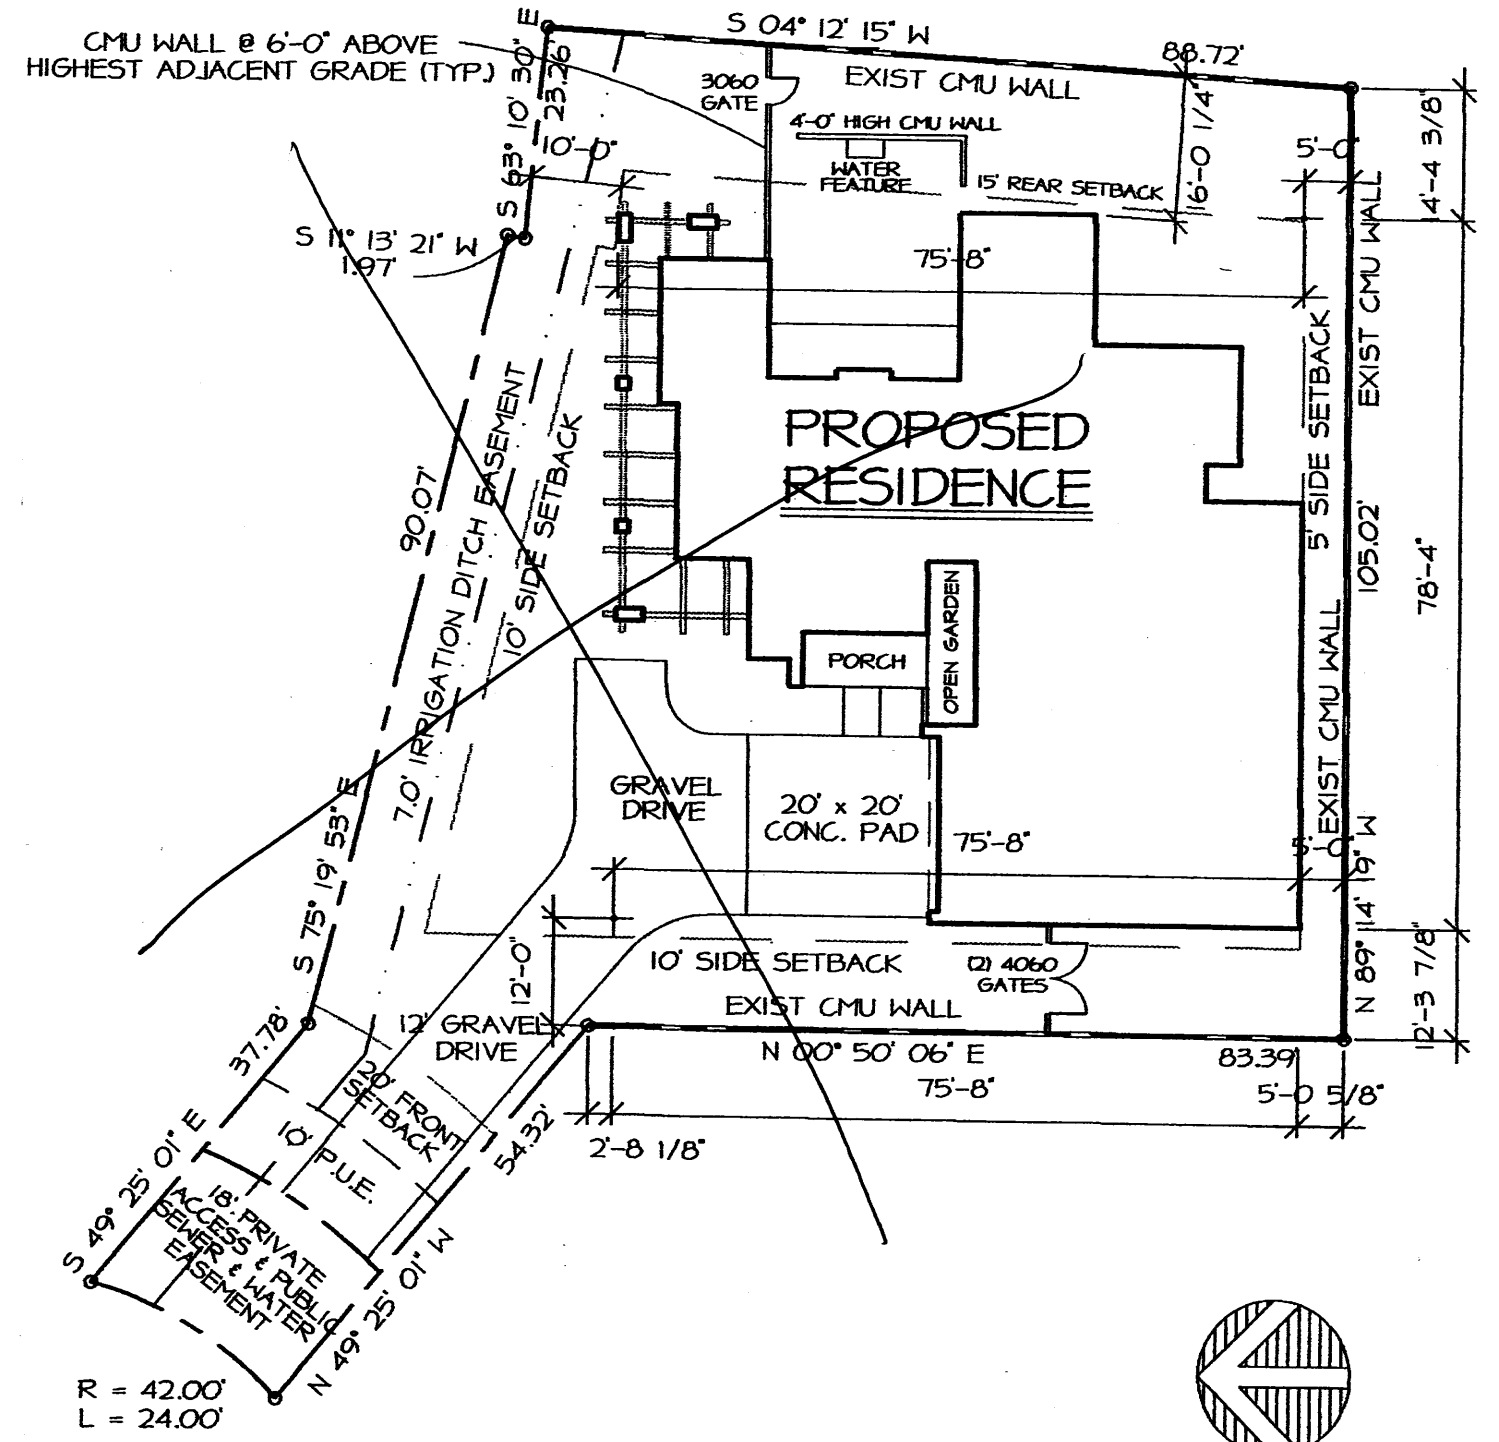 S 04° 12' 15" W
88.72'
CMU WALL @ 6'-0" ABOVE
HIGHEST ADJACENT GRADE (TYP.)
S 63° 10' 30" E
23.26'
3060
GATE
EXIST CMU WALL
4'-0" HIGH CMU WALL
WATER
FEATURE
15' REAR SETBACK
16'-0 1/4"
10'-0"
5'-0"
14'-4 3/8"
EXIST CMU WALL
S 11° 13' 21" W
1.97'
75'-8"
PROPOSED
RESIDENCE
90.07'
7.0' IRRIGATION DITCH EASEMENT
10' SIDE SETBACK
5' SIDE SETBACK
105.02'
78'-4"
OPEN GARDEN
PORCH
EXIST CMU WALL
GRAVEL
DRIVE
20' x 20'
CONC. PAD
75'-8"
5'-0"
S 75° 19' 53" E
N 89° 14' 19" W
12'-0"
10' SIDE SETBACK
(2) 4060
GATES
EXIST CMU WALL
12'-3 7/8"
12' GRAVEL
DRIVE
N 00° 50' 06" E
83.39'
37.78'
75'-8"
5'-0 5/8"
2'-8 1/8"
20' FRONT
SETBACK
10' P.U.E.
54.32'
S 49° 25' 01" E
18' PRIVATE
ACCESS & PUBLIC
SEWER & WATER
EASEMENT
N 49° 25' 01" W
R = 42.00'
L = 24.00'